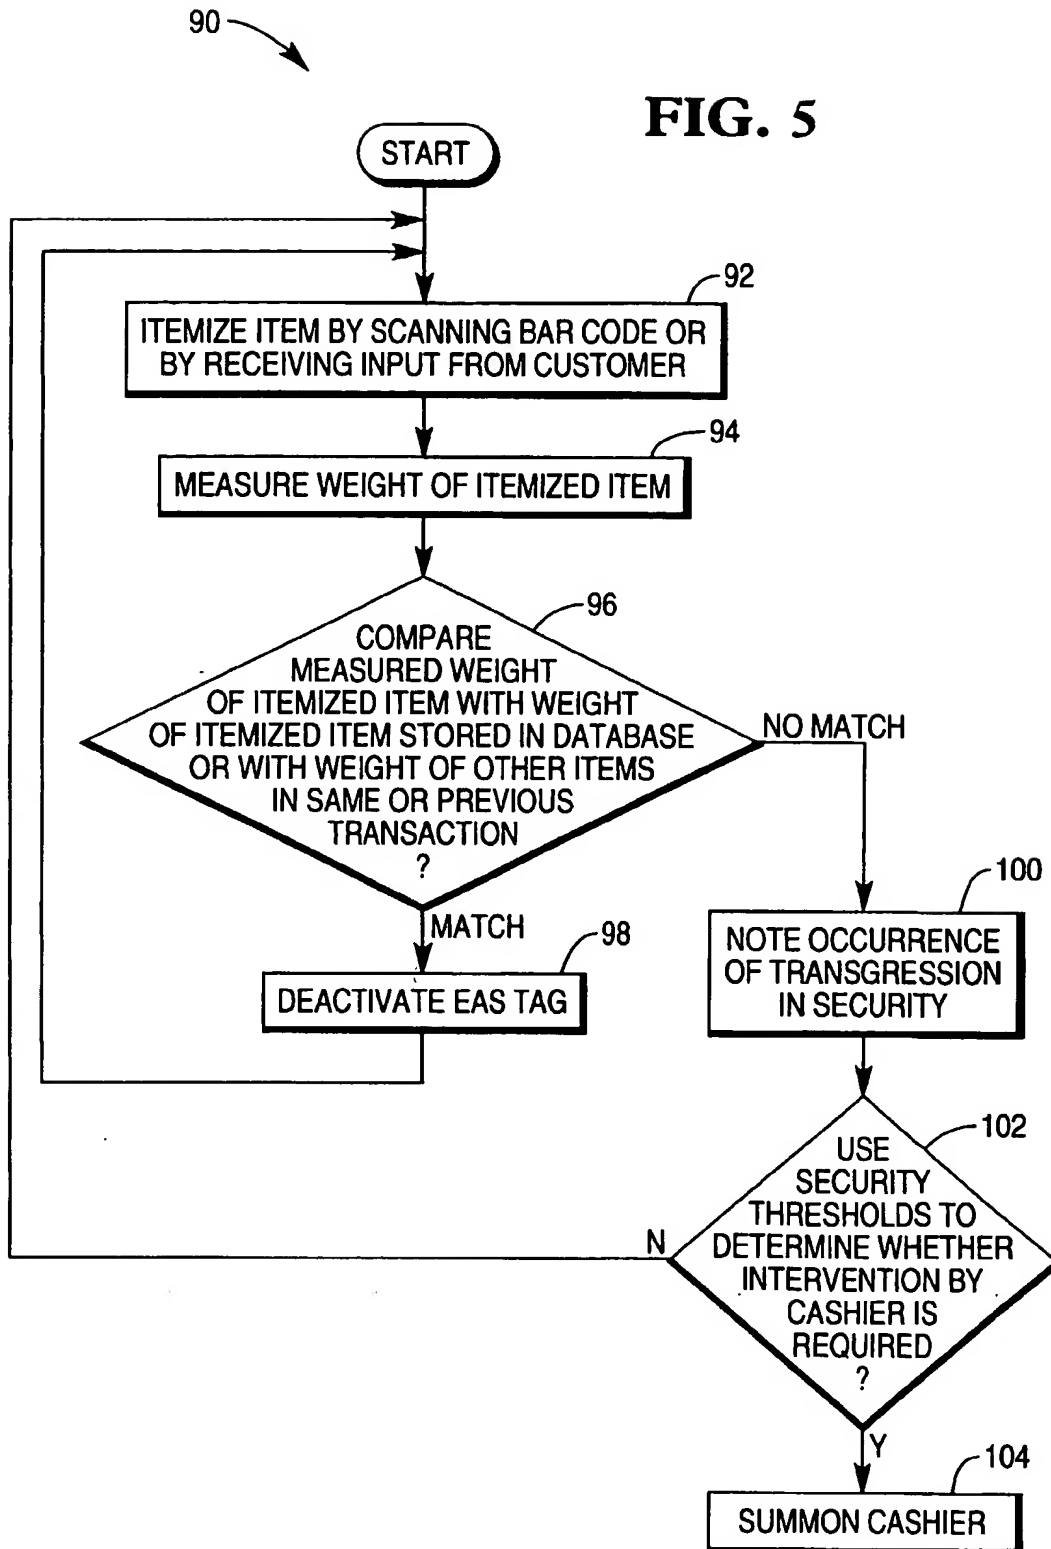 90
FIG. 5
START
92
ITEMIZE ITEM BY SCANNING BAR CODE OR
BY RECEIVING INPUT FROM CUSTOMER
94
MEASURE WEIGHT OF ITEMIZED ITEM
96
COMPARE
MEASURED WEIGHT
OF ITEMIZED ITEM WITH WEIGHT
OF ITEMIZED ITEM STORED IN DATABASE
OR WITH WEIGHT OF OTHER ITEMS
IN SAME OR PREVIOUS
TRANSACTION
?
NO MATCH
MATCH
98
DEACTIVATE EAS TAG
100
NOTE OCCURRENCE
OF TRANSGRESSION
IN SECURITY
102
USE
SECURITY
THRESHOLDS TO
DETERMINE WHETHER
INTERVENTION BY
CASHIER IS
REQUIRED
?
N
Y
104
SUMMON CASHIER